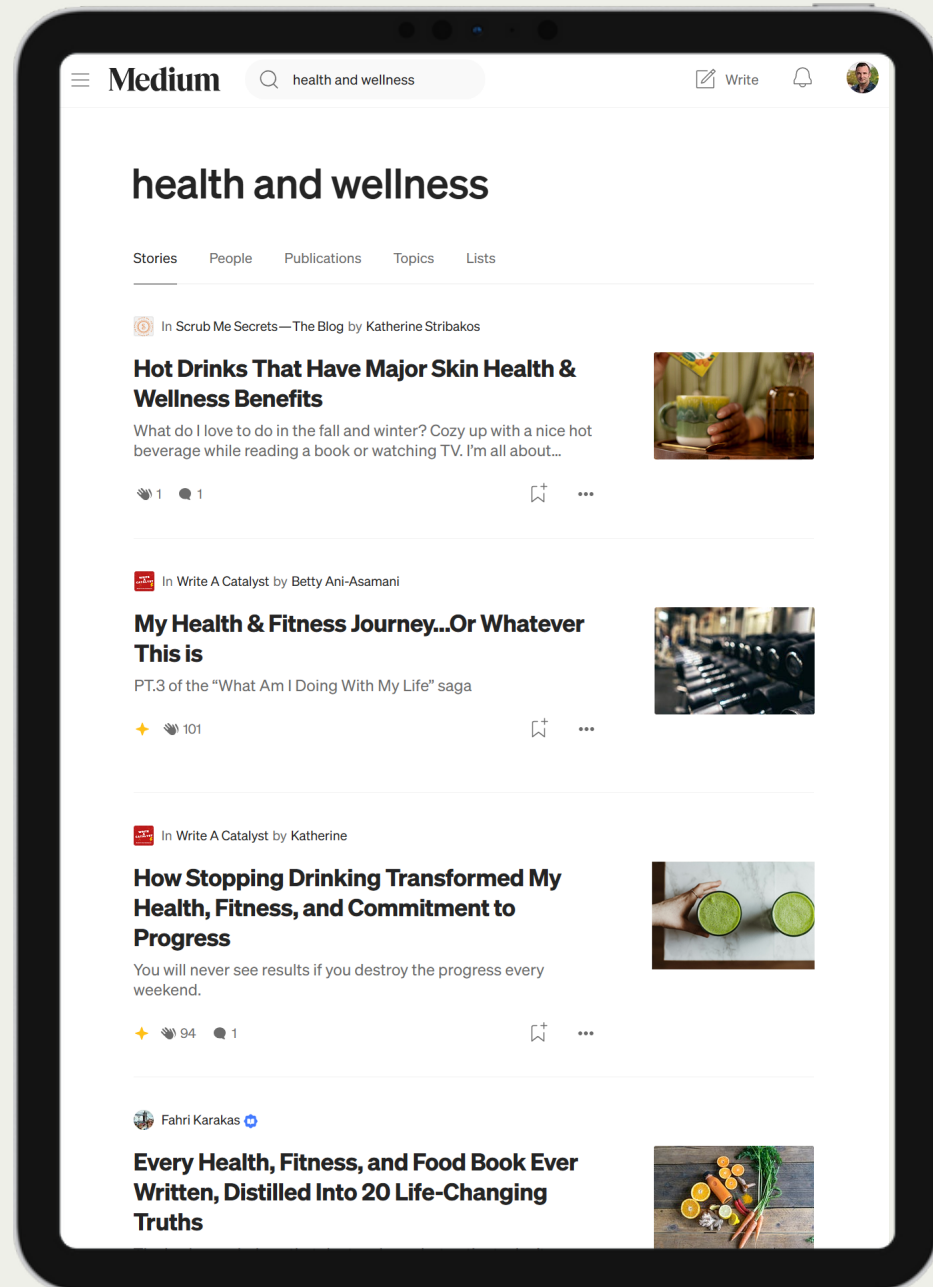 Medium
health and wellness
Write
health and wellness
Stories People Publications Topics Lists
In Scrub Me Secrets — The Blog by Katherine Stribakos
Hot Drinks That Have Major Skin Health &
Wellness Benefits
What do I love to do in the fall and winter? Cozy up with a nice hot
beverage while reading a book or watching TV. I'm all about...
1 1
In Write A Catalyst by Betty Ani-Asamani
My Health & Fitness Journey...Or Whatever
This is
PT.3 of the “What Am I Doing With My Life” saga
101
In Write A Catalyst by Katherine
How Stopping Drinking Transformed My
Health, Fitness, and Commitment to
Progress
You will never see results if you destroy the progress every
weekend.
94 1
Fahri Karakas
Every Health, Fitness, and Food Book Ever
Written, Distilled Into 20 Life-Changing
Truths